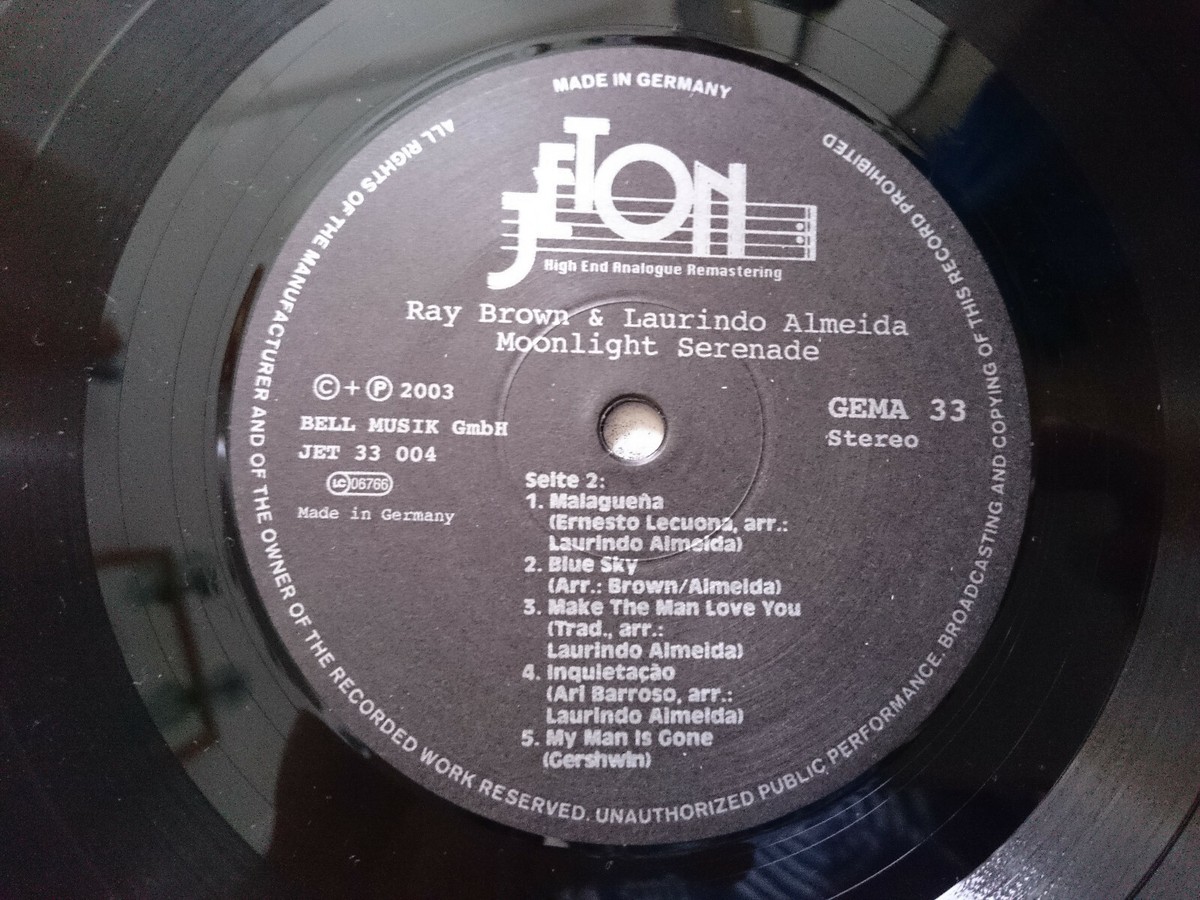 MADE IN GERMANY
JETON
High End Analogue Remastering
Ray Brown & Laurindo Almeida
Moonlight Serenade
© + ℗ 2003
BELL MUSIK GmbH
JET 33 004
LC 06766
Made in Germany
GEMA 33
Stereo
Seite 2:
1. Malagueña
(Ernesto Lecuona, arr.:
Laurindo Almeida)
2. Blue Sky
(Arr.: Brown/Almeida)
3. Make The Man Love You
(Trad., arr.:
Laurindo Almeida)
4. Inquietação
(Ari Barroso, arr.:
Laurindo Almeida)
5. My Man Is Gone
(Gershwin)
ALL RIGHTS OF THE MANUFACTURER AND OF THE OWNER OF THE RECORDED WORK RESERVED. UNAUTHORIZED PUBLIC PERFORMANCE. BROADCASTING AND COPYING OF THIS RECORD PROHIBITED